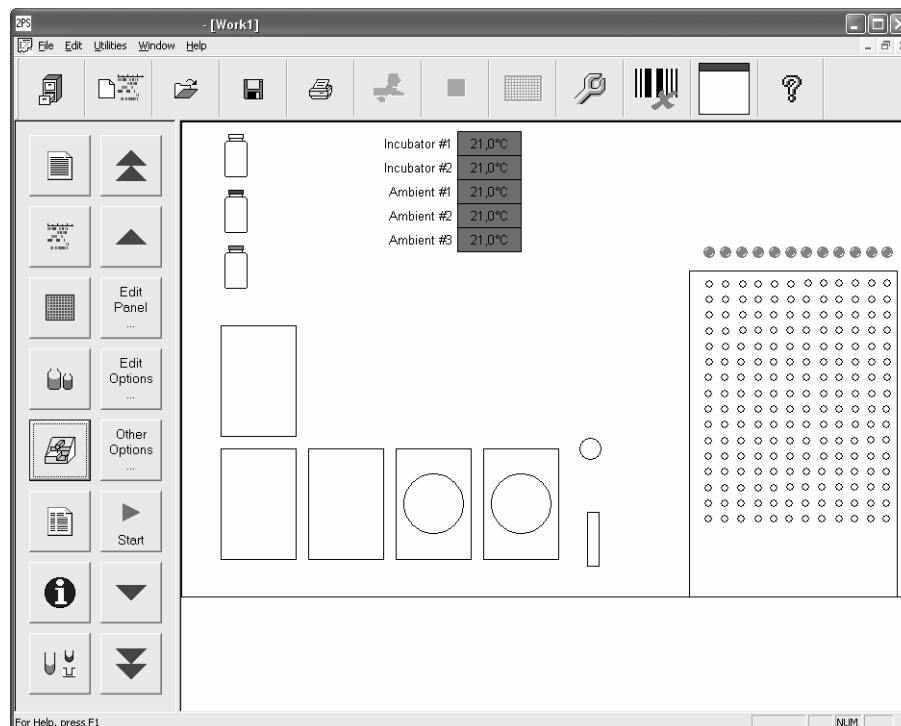 2PS - [Work1]
File Edit Utilities Window Help
Incubator #1 21,0°C
Incubator #2 21,0°C
Ambient #1 21,0°C
Ambient #2 21,0°C
Ambient #3 21,0°C
Edit
Panel
...
Edit
Options
...
Other
Options
...
Start
For Help, press F1
NUM